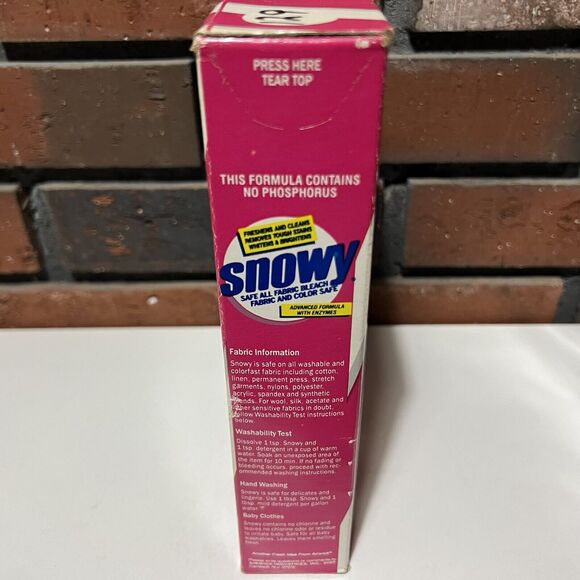 29
PRESS HERE
TEAR TOP
THIS FORMULA CONTAINS
NO PHOSPHORUS
FRESHENS AND CLEANS
REMOVES TOUGH STAINS
WHITENS & BRIGHTENS
snowy
SAFE ALL FABRIC BLEACH
FABRIC AND COLOR SAFE
ADVANCED FORMULA
WITH ENZYMES
Fabric Information
Snowy is safe on all washable and
colorfast fabric including cotton,
linen, permanent press, stretch
garments, nylons, polyester,
acrylic, spandex and synthetic
blends. For wool, silk, acetate and
other sensitive fabrics in doubt,
follow Washability Test instructions
below.
Washability Test
Dissolve 1 tsp. Snowy and
1 tsp. detergent in a cup of warm
water. Soak an unexposed area of
the item for 10 min. If no fading or
bleeding occurs, proceed with rec-
ommended washing instructions.
Hand Washing
Snowy is safe for delicates and
lingerie. Use 1 tbsp. Snowy and 1
tbsp. mild detergent per gallon
water.
Baby Clothes
Snowy contains no chlorine and
leaves no chlorine odor or residue
to irritate baby. Safe for all baby
washables. Leaves them smelling
fresh.
Another Fresh Idea From Airwick